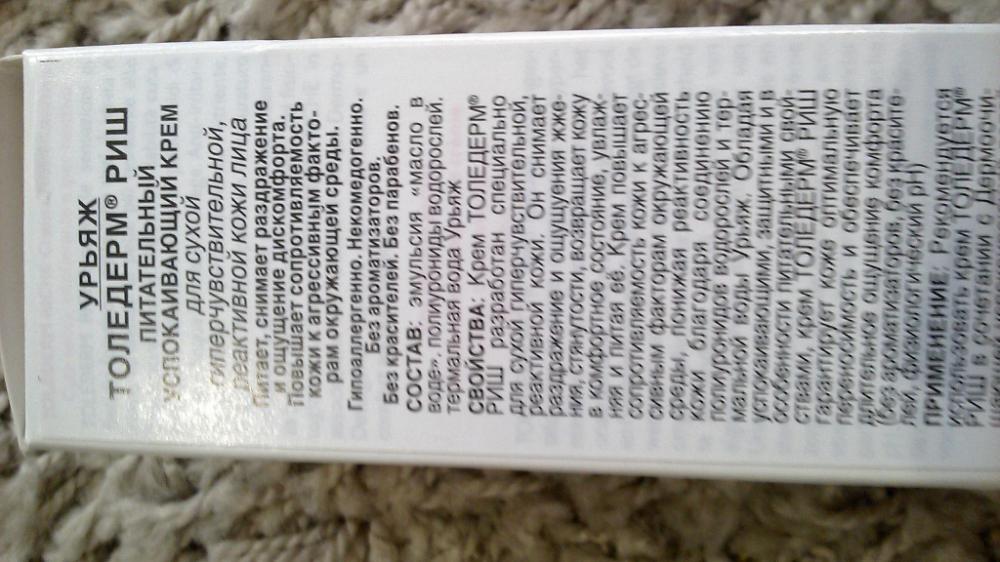 УРЬЯЖ
ТОЛЕДЕРМ® РИШ
ПИТАТЕЛЬНЫЙ
УСПОКАИВАЮЩИЙ КРЕМ
для сухой
гиперчувствительной,
реактивной кожи лица
Питает, снимает раздражение
и ощущение дискомфорта.
Повышает сопротивляемость
кожи к агрессивным факто-
рам окружающей среды.
Гипоаллергенно. Некомедогенно.
Без ароматизаторов.
Без красителей. Без парабенов.
СОСТАВ: эмульсия «масло в
воде», полиурониды водорослей,
термальная вода Урьяж
СВОЙСТВА: Крем ТОЛЕДЕРМ®
РИШ разработан специально
для сухой гиперчувствительной,
реактивной кожи. Он снимает
раздражение и ощущения жже-
ния, стянутости, возвращает кожу
в комфортное состояние, увлаж-
няя и питая её. Крем повышает
сопротивляемость кожи к агрес-
сивным факторам окружающей
среды, понижая реактивность
кожи благодаря соединению
полиуроидов водорослей и тер-
мальной воды Урьяж. Обладая
успокаивающими, защитными и в
особенности питательными свой-
ствами, крем ТОЛЕДЕРМ® РИШ
гарантирует коже оптимальную
переносимость и обеспечивает
длительное ощущение комфорта
(без ароматизаторов, без красите-
лей, физиологический pH)
ПРИМЕНЕНИЕ: Рекомендуется
использовать крем ТОЛЕДЕРМ®
РИШ в сочетании с